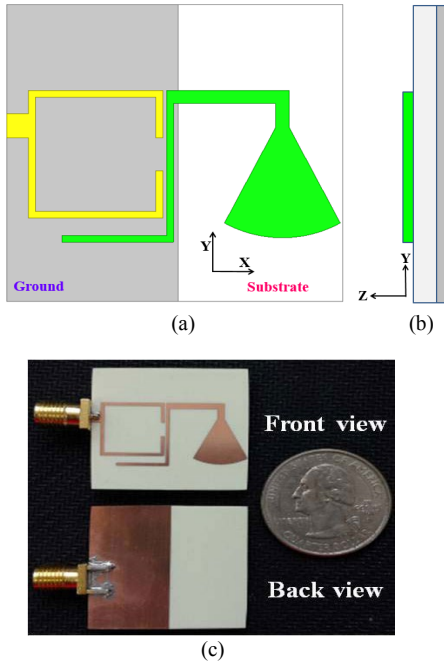 Y
X
Ground
Substrate
(a)
Y
Z
(b)
Front view
Back view
(c)